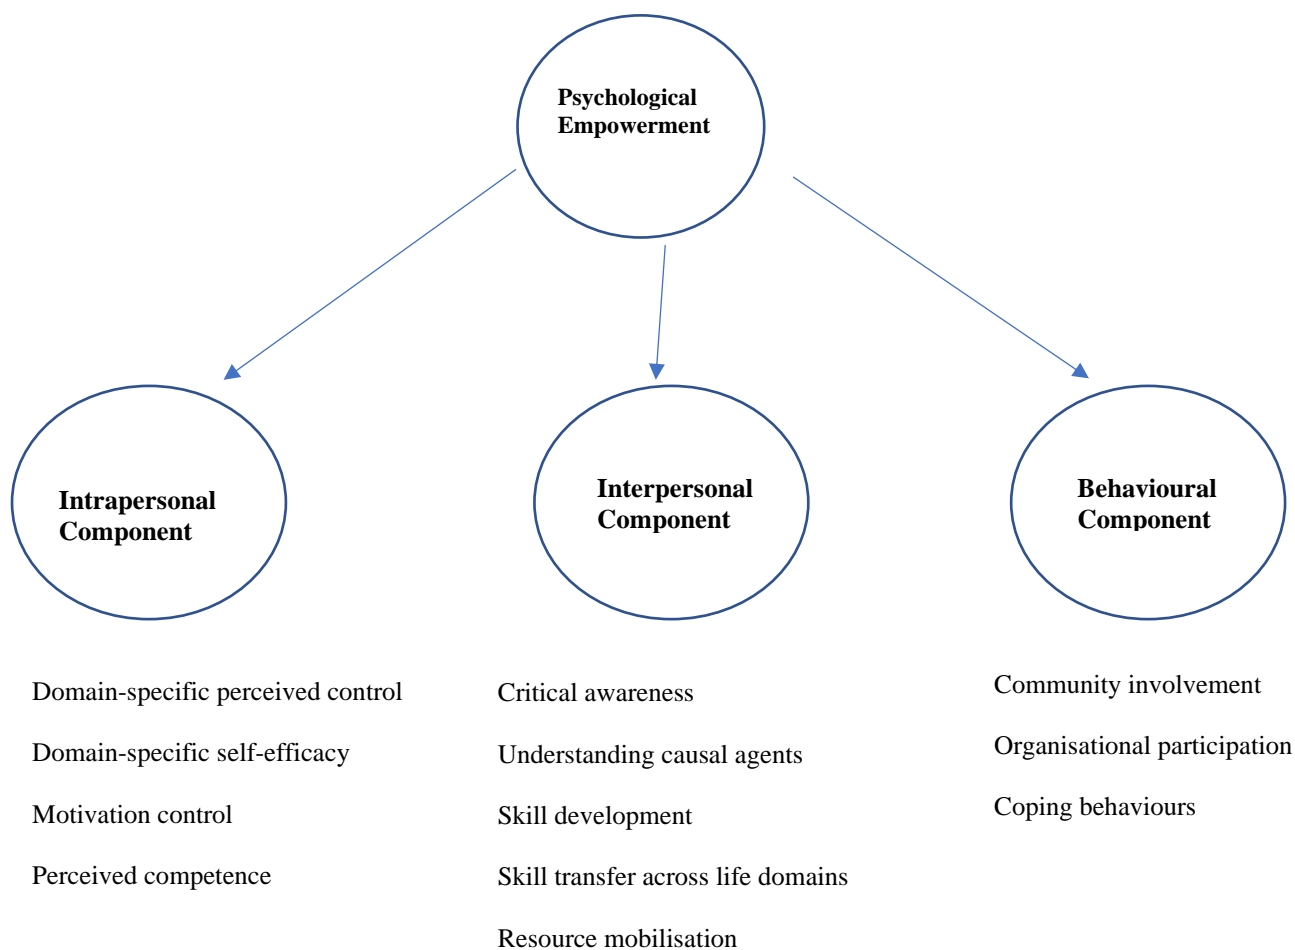 Psychological
Empowerment
Intrapersonal
Component
Interpersonal
Component
Behavioural
Component
Domain-specific perceived control
Domain-specific self-efficacy
Motivation control
Perceived competence
Critical awareness
Understanding causal agents
Skill development
Skill transfer across life domains
Resource mobilisation
Community involvement
Organisational participation
Coping behaviours